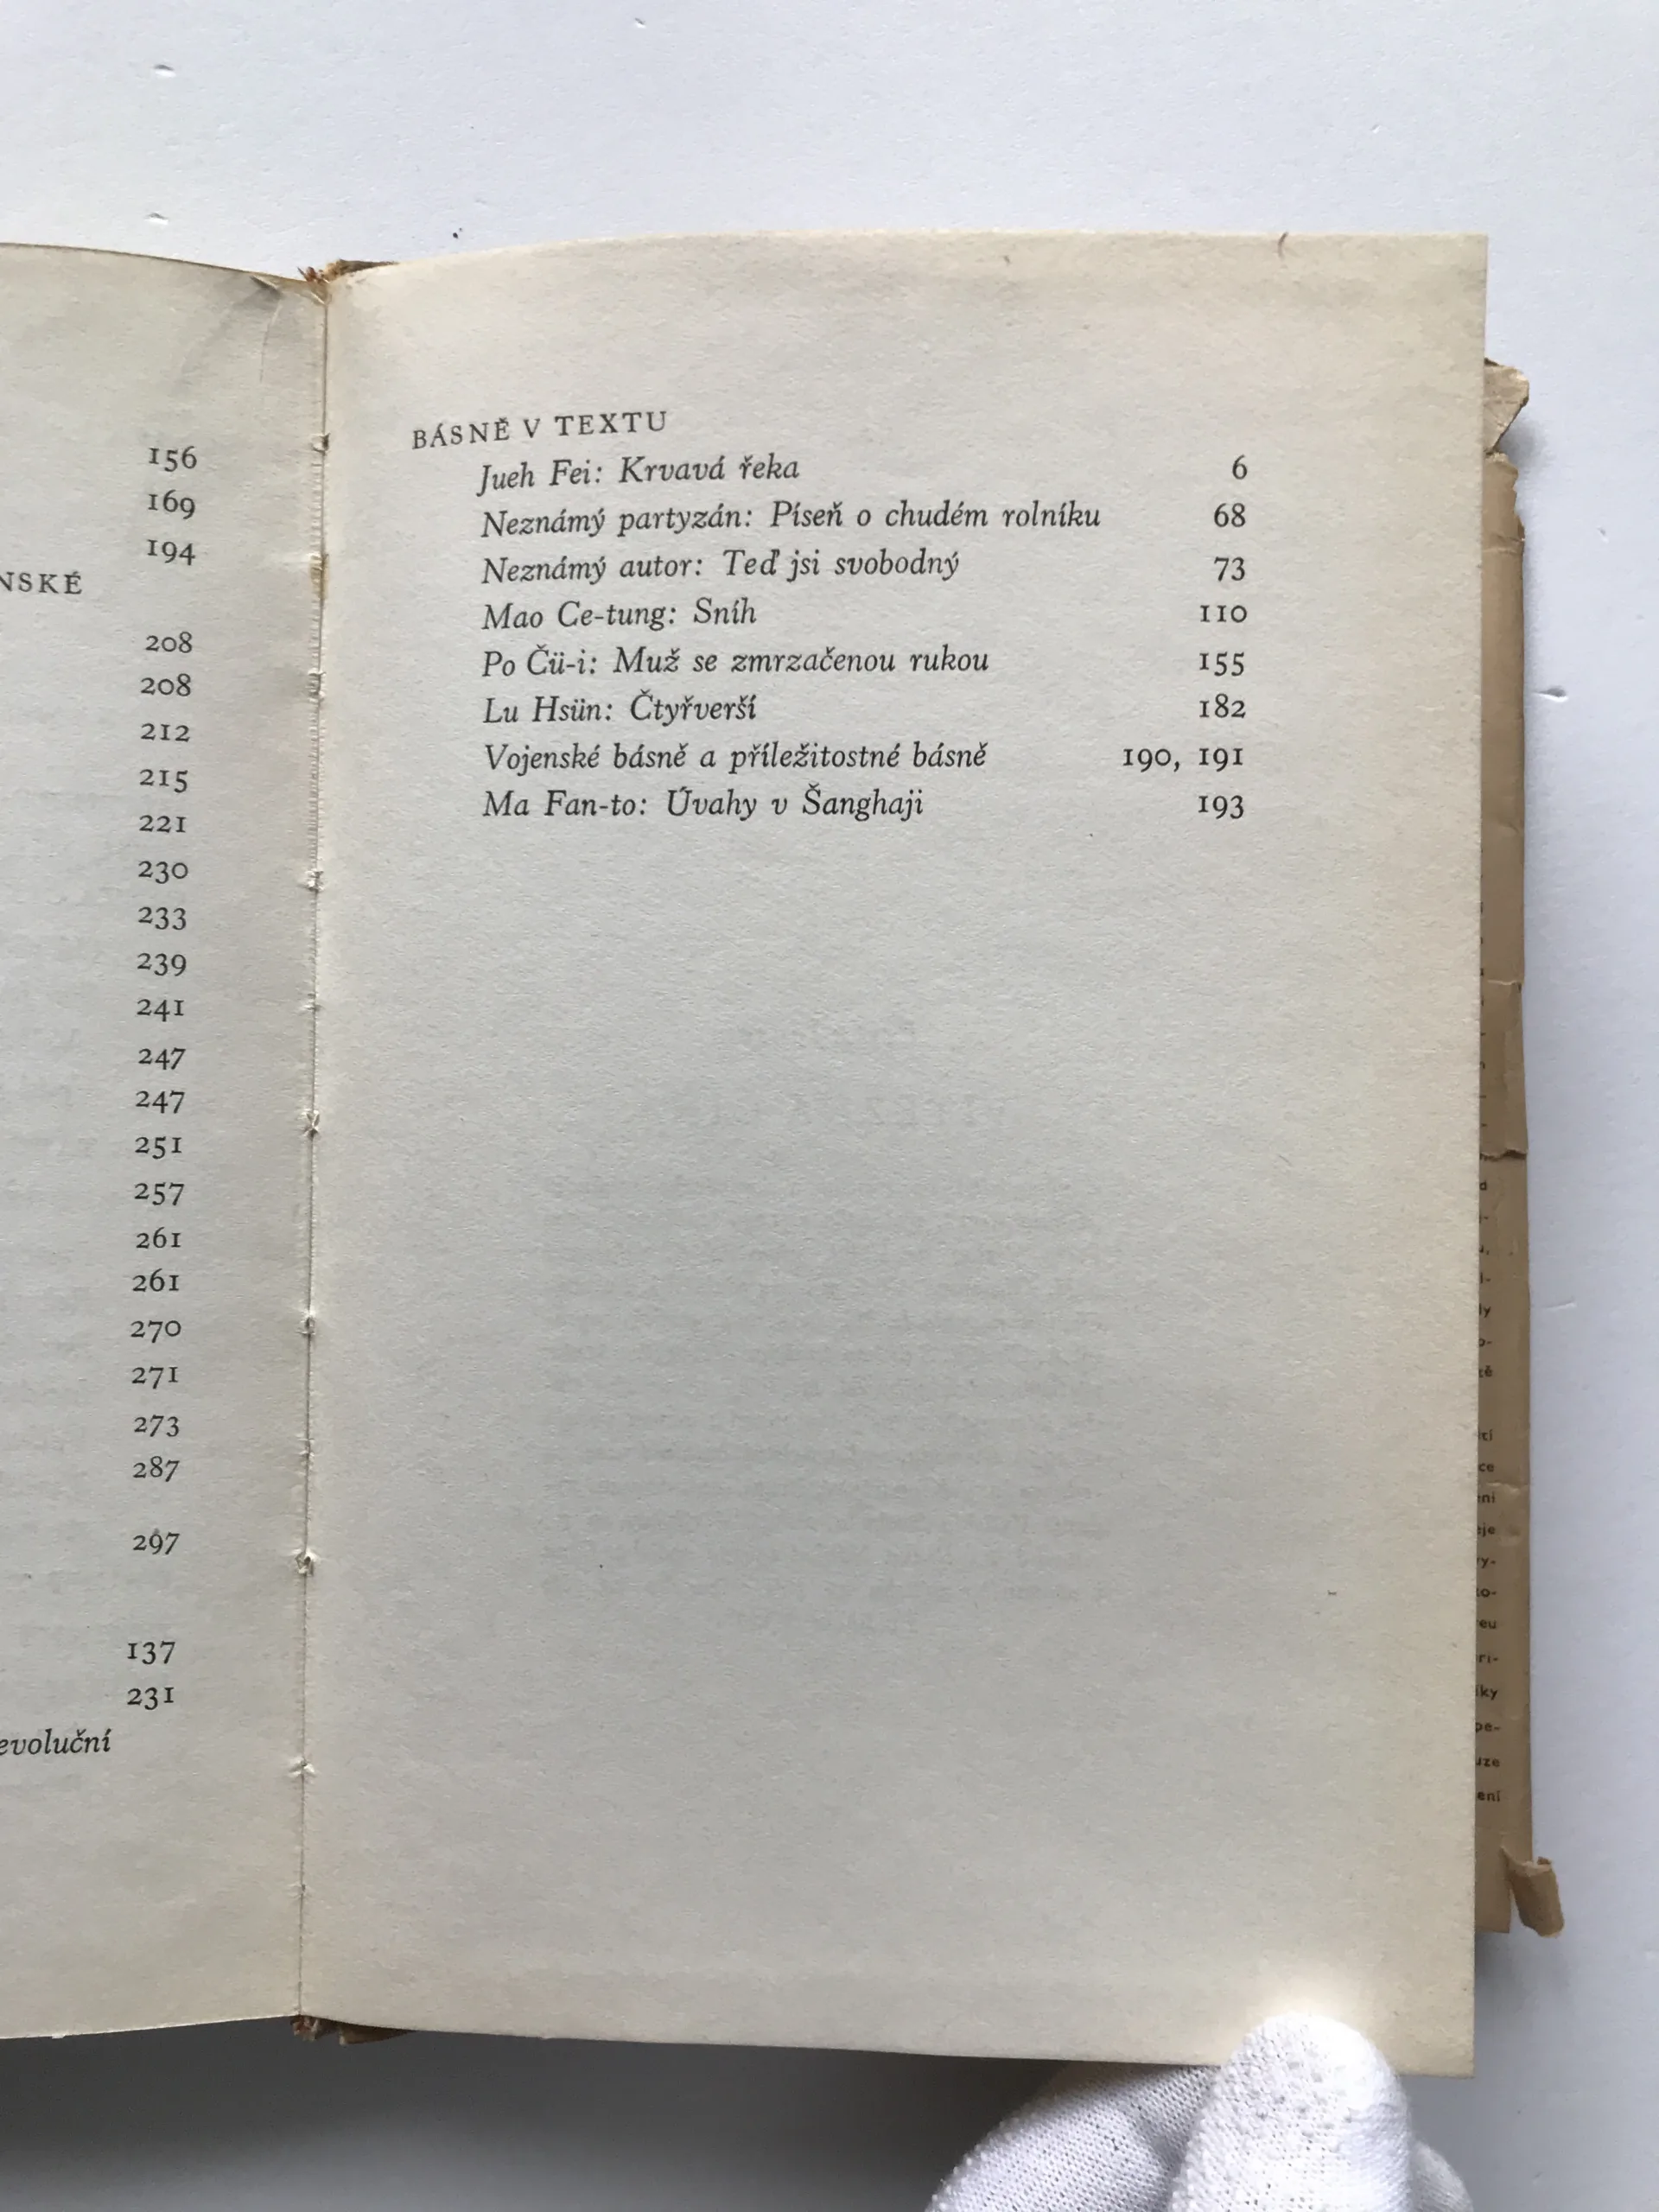 156
169
194
NSKÉ
208
208
212
215
221
230
233
239
241
247
247
251
257
261
261
270
271
273
287
297
137
231
evoluční
BÁSNĚ V TEXTU
Jueh Fei: Krvavá řeka 6
Neznámý partyzán: Píseň o chudém rolníku 68
Neznámý autor: Teď jsi svobodný 73
Mao Ce-tung: Sníh 110
Po Čü-i: Muž se zmrzačenou rukou 155
Lu Hsün: Čtyřverší 182
Vojenské básně a příležitostné básně 190, 191
Ma Fan-to: Úvahy v Šanghaji 193